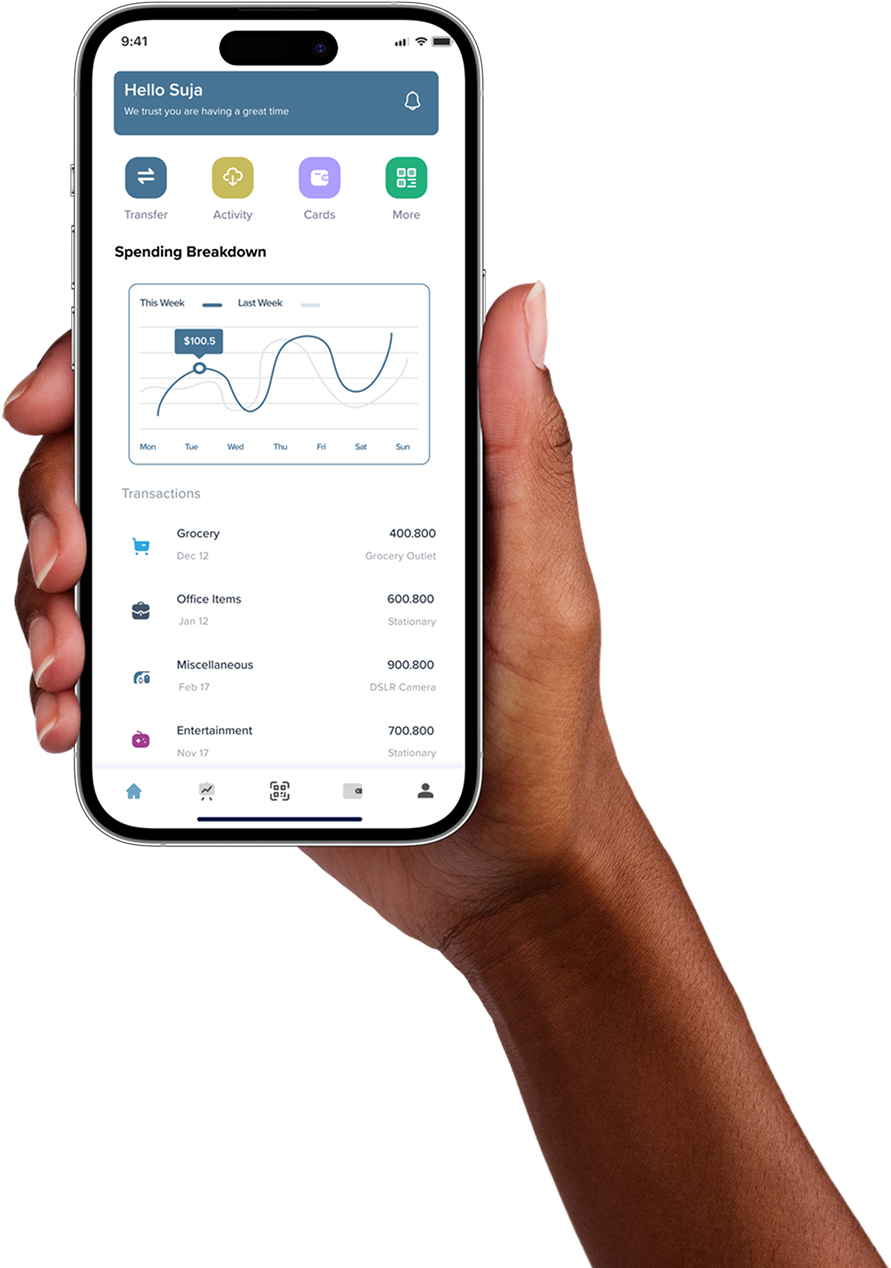 9:41
Hello Suja
We trust you are having a great time
Transfer Activity Cards More
Spending Breakdown
This Week Last Week
$100.5
Mon Tue Wed Thu Fri Sat Sun
Transactions
Grocery 400.800
Dec 12 Grocery Outlet
Office Items 600.800
Jan 12 Stationary
Miscellaneous 900.800
Feb 17 DSLR Camera
Entertainment 700.800
Nov 17 Stationary